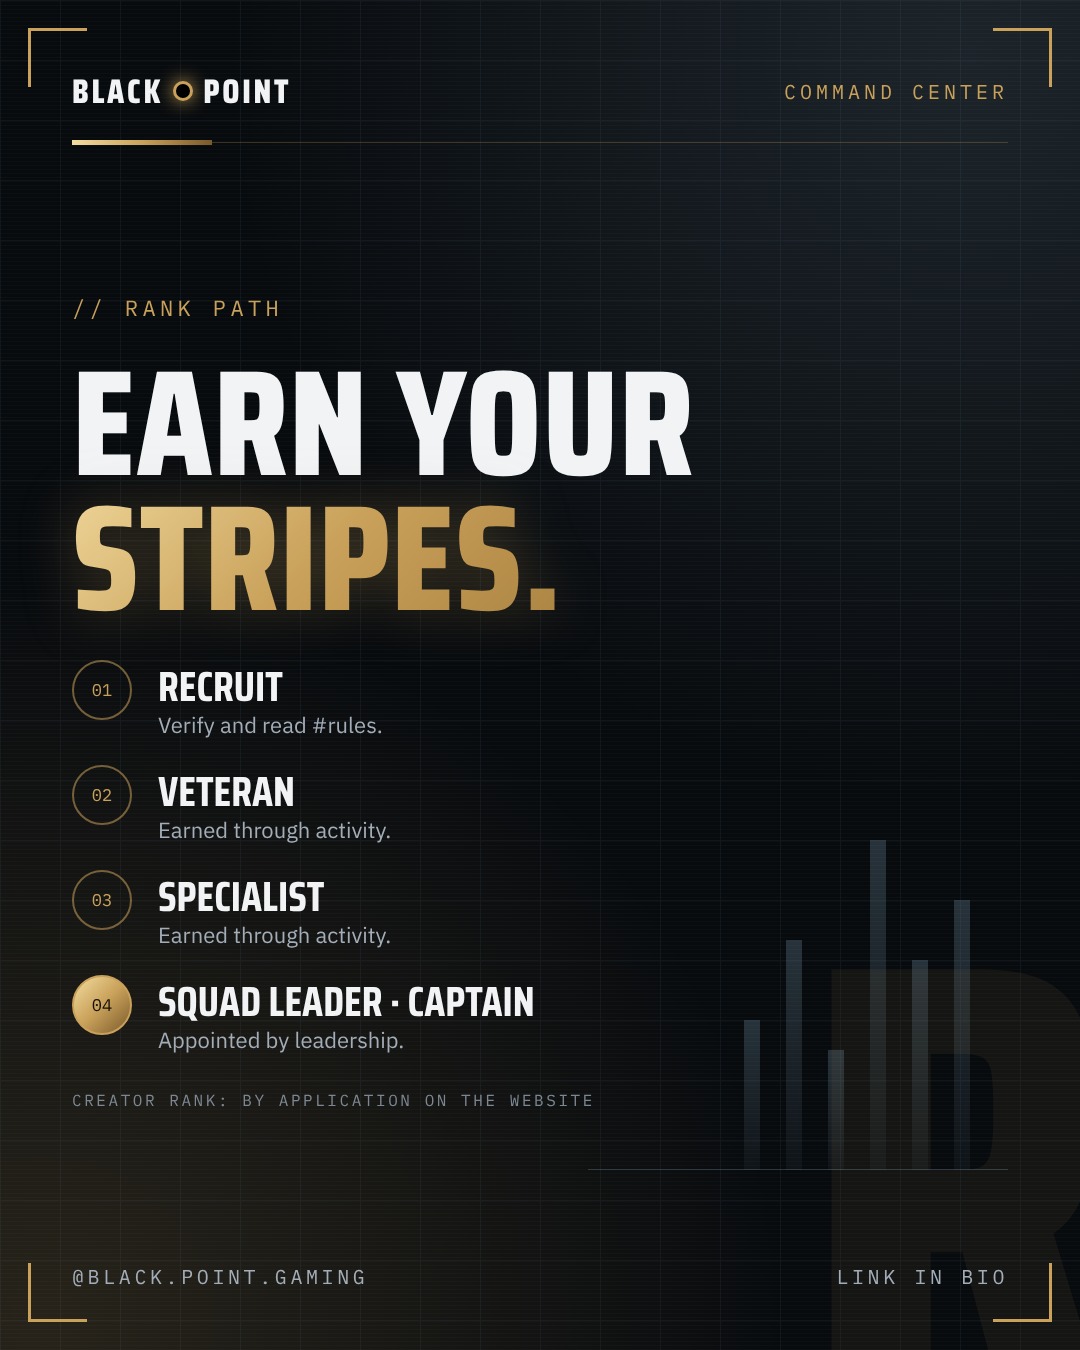 BLACK POINT
COMMAND CENTER
// RANK PATH
EARN YOUR
STRIPES.
01
RECRUIT
Verify and read #rules.
02
VETERAN
Earned through activity.
03
SPECIALIST
Earned through activity.
04
SQUAD LEADER · CAPTAIN
Appointed by leadership.
CREATOR RANK: BY APPLICATION ON THE WEBSITE
R
@BLACK.POINT.GAMING
LINK IN BIO